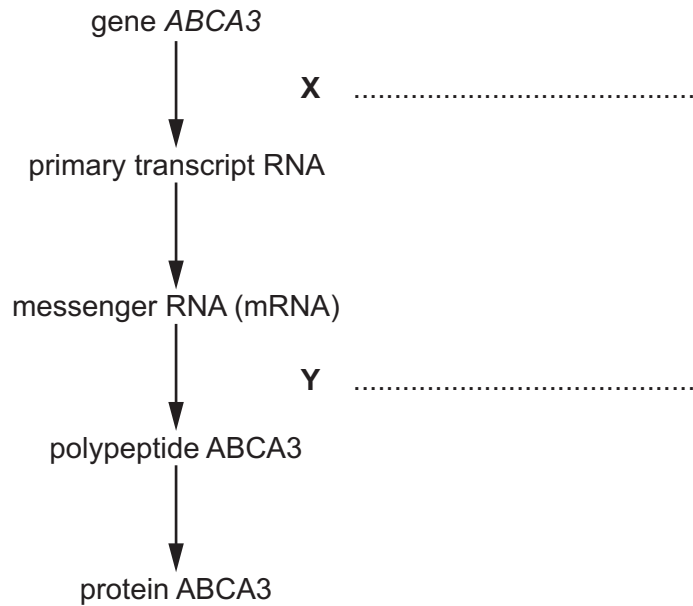 gene ABCA3
X ..........................................
primary transcript RNA
messenger RNA (mRNA)
Y ..........................................
polypeptide ABCA3
protein ABCA3